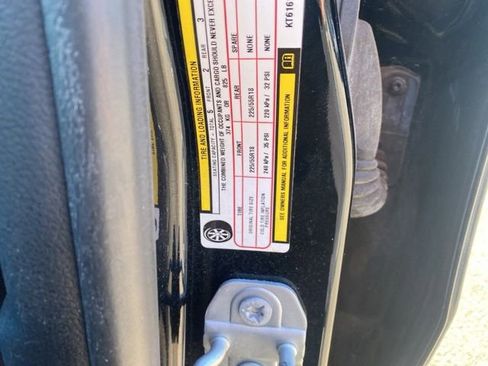 TIRE AND LOADING INFORMATION
SEATING CAPACITY - TOTAL 5 FRONT 2 REAR 3
THE COMBINED WEIGHT OF OCCUPANTS AND CARGO SHOULD NEVER EXCE
374 KG OR 825 LB
TIRE FRONT REAR SPARE
ORIGINAL TIRE SIZE 225/55R18 225/55R18 NONE
COLD TIRE INFLATION PRESSURE 240 kPa / 35 PSI 220 kPa / 32 PSI NONE
SEE OWNERS MANUAL FOR ADDITIONAL INFORMATION
KT616